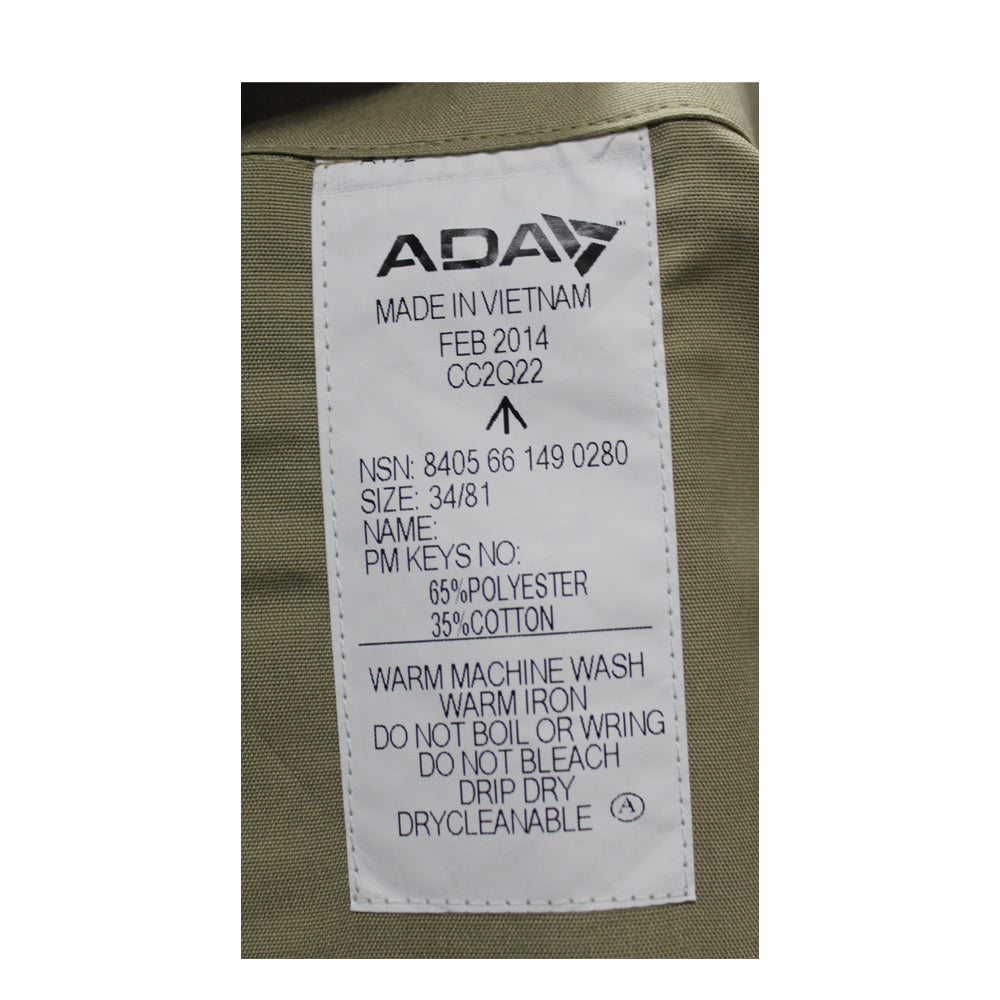 ADA ™
MADE IN VIETNAM
FEB 2014
CC2Q22
NSN: 8405 66 149 0280
SIZE: 34/81
NAME:
PM KEYS NO:
65%POLYESTER
35%COTTON
WARM MACHINE WASH
WARM IRON
DO NOT BOIL OR WRING
DO NOT BLEACH
DRIP DRY
DRYCLEANABLE Ⓐ